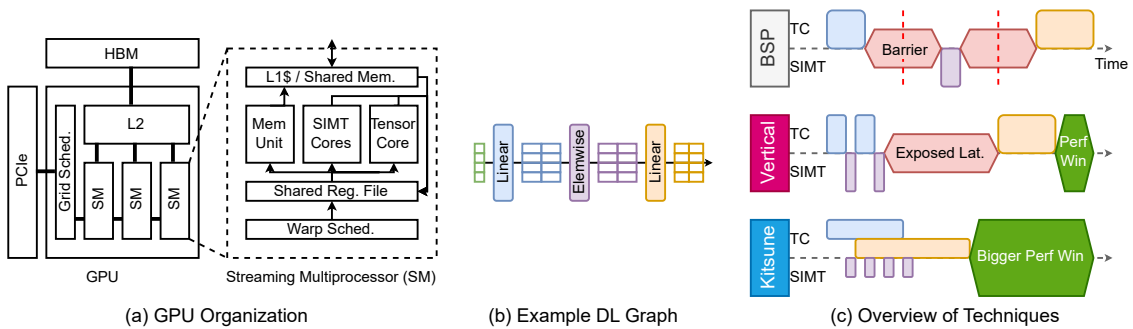 HBM
PCIe
Grid Sched.
L2
SM
SM
SM
GPU
L1$ / Shared Mem.
Mem
Unit
SIMT
Cores
Tensor
Core
Shared Reg. File
Warp Sched.
Streaming Multiprocessor (SM)
(a) GPU Organization
Linear
Elemwise
Linear
(b) Example DL Graph
BSP
TC
SIMT
Barrier
Time
Vertical
TC
SIMT
Exposed Lat.
Perf
Win
Kitsune
TC
SIMT
Bigger Perf Win
(c) Overview of Techniques